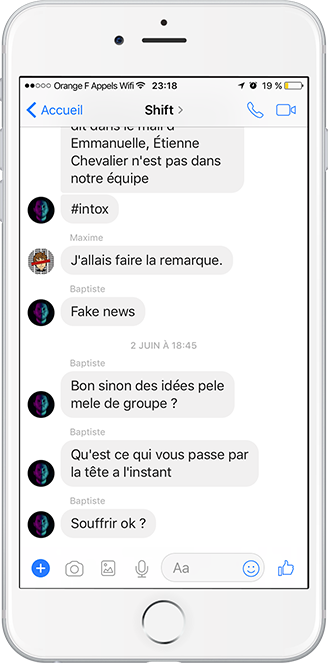 Orange F Appels Wifi 23:18 19 %
Accueil Shift
dit dans le mail d'
Emmanuelle, Étienne
Chevalier n'est pas dans
notre équipe
#intox
Maxime
J'allais faire la remarque.
Baptiste
Fake news
2 JUIN À 18:45
Baptiste
Bon sinon des idées pele
mele de groupe ?
Baptiste
Qu'est ce qui vous passe par
la tête a l'instant
Baptiste
Souffrir ok ?
Aa